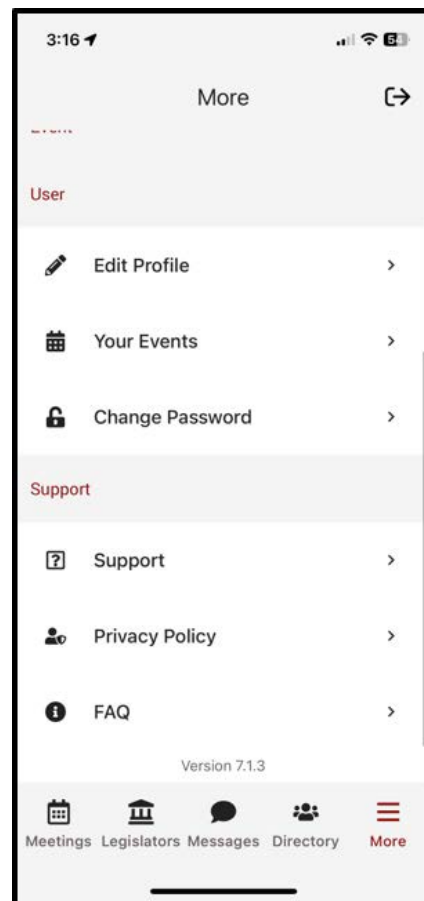 3:16
More
User
Edit Profile
Your Events
Change Password
Support
Support
Privacy Policy
FAQ
Version 7.1.3
Meetings Legislators Messages Directory More